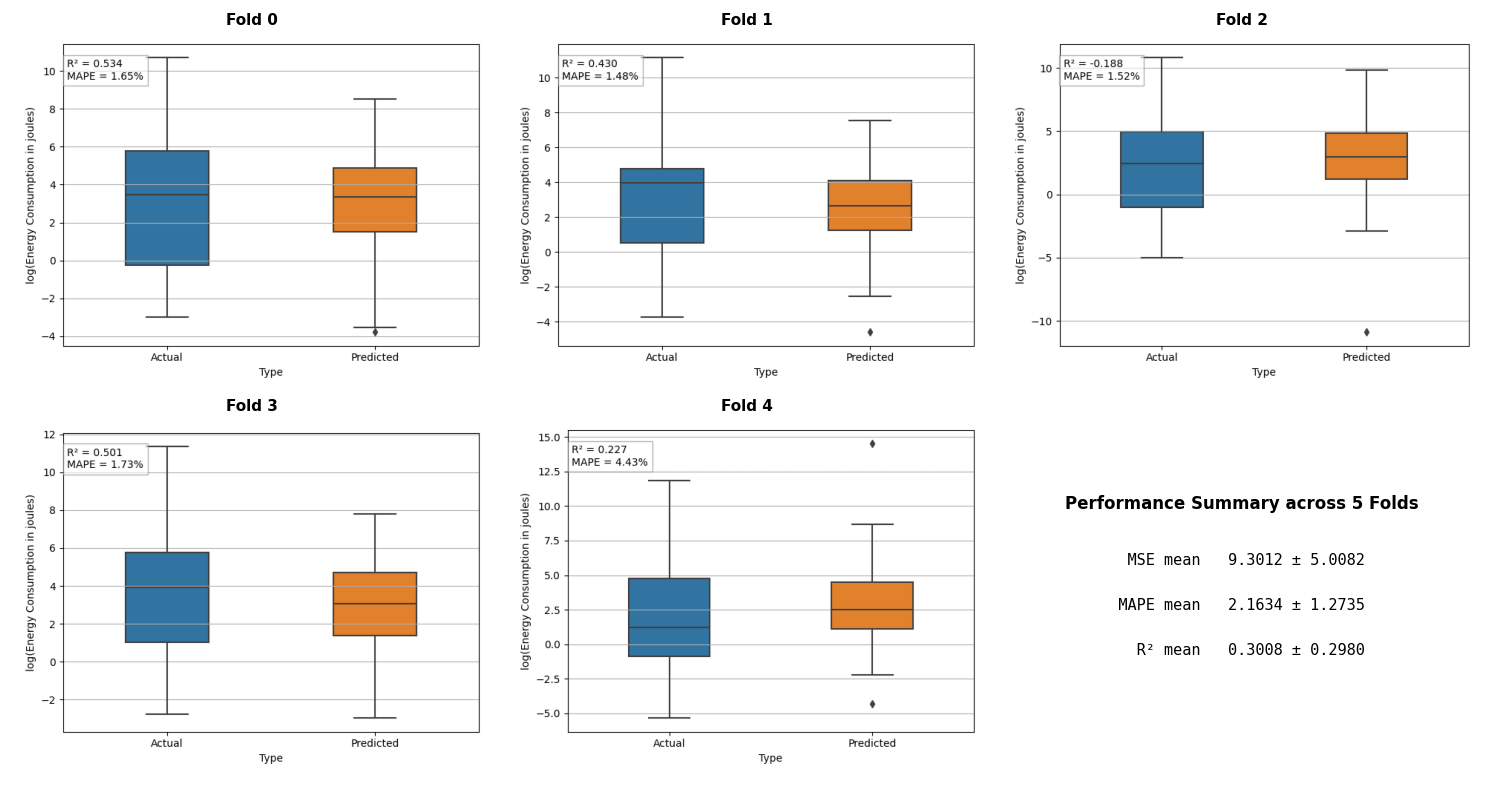 Fold 0
R² = 0.534
MAPE = 1.65%
10
8
6
4
2
0
−2
−4
log(Energy Consumption in joules)
Actual
Predicted
Type
Fold 1
R² = 0.430
MAPE = 1.48%
10
8
6
4
2
0
−2
−4
log(Energy Consumption in joules)
Actual
Predicted
Type
Fold 2
R² = -0.188
MAPE = 1.52%
10
5
0
−5
−10
log(Energy Consumption in joules)
Actual
Predicted
Type
Fold 3
R² = 0.501
MAPE = 1.73%
12
10
8
6
4
2
0
−2
log(Energy Consumption in joules)
Actual
Predicted
Type
Fold 4
R² = 0.227
MAPE = 4.43%
15.0
12.5
10.0
7.5
5.0
2.5
0.0
−2.5
−5.0
log(Energy Consumption in joules)
Actual
Predicted
Type
Performance Summary across 5 Folds
MSE mean 9.3012 ± 5.0082
MAPE mean 2.1634 ± 1.2735
R² mean 0.3008 ± 0.2980